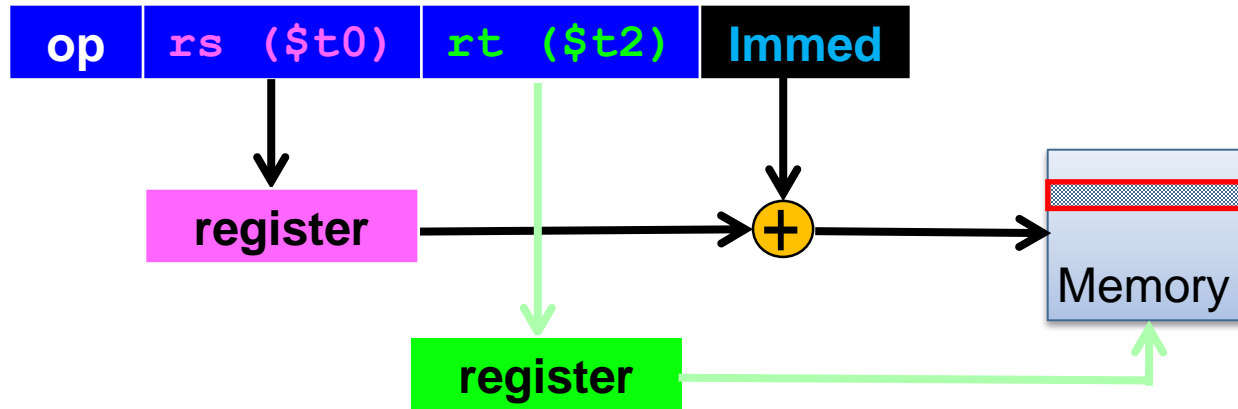 op rs ($t0) rt ($t2) Immed
register
+
Memory
register